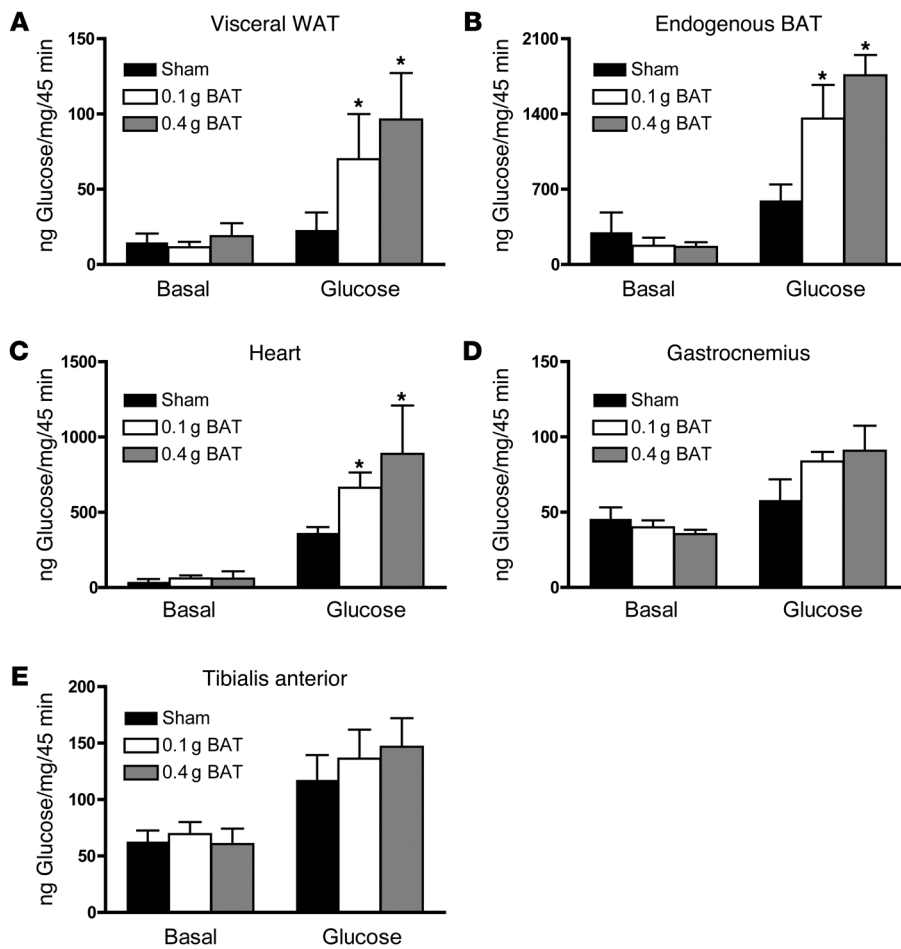 A
Visceral WAT
ng Glucose/mg/45 min
150
100
50
0
Sham
0.1 g BAT
0.4 g BAT
*
*
Basal
Glucose
B
Endogenous BAT
ng Glucose/mg/45 min
2100
1400
700
0
Sham
0.1 g BAT
0.4 g BAT
*
*
Basal
Glucose
C
Heart
ng Glucose/mg/45 min
1500
1000
500
0
Sham
0.1 g BAT
0.4 g BAT
*
*
Basal
Glucose
D
Gastrocnemius
ng Glucose/mg/45 min
150
100
50
0
Sham
0.1 g BAT
0.4 g BAT
Basal
Glucose
E
Tibialis anterior
ng Glucose/mg/45 min
200
150
100
50
0
Sham
0.1 g BAT
0.4 g BAT
Basal
Glucose